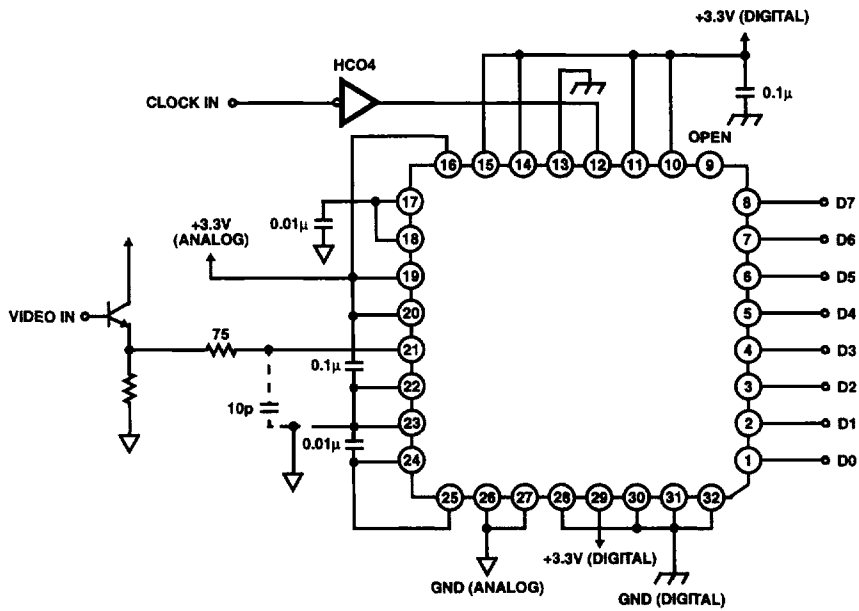 +3.3V (DIGITAL)
HCO4
CLOCK IN
0.1µ
OPEN
16
15
14
13
12
11
10
9
17
18
19
20
21
22
23
24
8
7
6
5
4
3
2
1
D7
D6
D5
D4
D3
D2
D1
D0
0.01µ
+3.3V
(ANALOG)
VIDEO IN
75
0.1µ
10p
0.01µ
25
26
27
28
29
30
31
32
+3.3V (DIGITAL)
GND (ANALOG)
GND (DIGITAL)